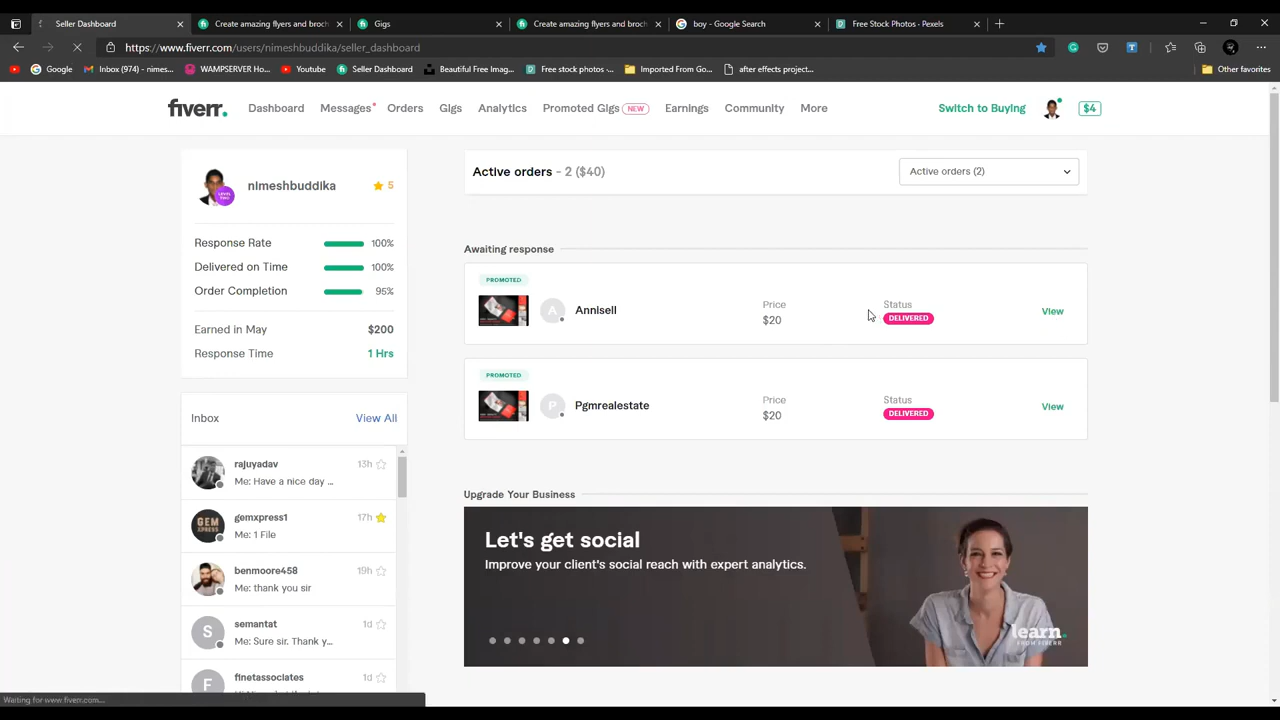 Seller Dashboard
Create amazing flyers and broch
Gigs
Create amazing flyers and broch
boy - Google Search
Free Stock Photos - Pexels
https://www.fiverr.com/users/nimeshbuddika/seller_dashboard
Google
Inbox (974) - nimes...
WAMPSERVER Ho...
Youtube
Seller Dashboard
Beautiful Free Imag...
Free stock photos -...
Imported From Go...
after effects project...
Other favorites
fiverr.
Dashboard
Messages
Orders
Gigs
Analytics
Promoted Gigs NEW
Earnings
Community
More
Switch to Buying
$4
LEVEL TWO
nimeshbuddika
5
Response Rate 100%
Delivered on Time 100%
Order Completion 95%
Earned in May $200
Response Time 1 Hrs
Inbox View All
rajuyadav 13h
Me: Have a nice day ...
GEM XPRESS
gemxpress1 17h
Me: 1 File
benmoore458 19h
Me: thank you sir
S
semantat 1d
Me: Sure sir. Thank y...
F
finetassociates 1d
Waiting for www.fiverr.com...
Active orders - 2 ($40)
Active orders (2)
Awaiting response
PROMOTED
A
Annisell
Price
$20
Status
DELIVERED
View
PROMOTED
P
Pgmrealestate
Price
$20
Status
DELIVERED
View
Upgrade Your Business
Let's get social
Improve your client's social reach with expert analytics.
learn.
FROM FIVERR